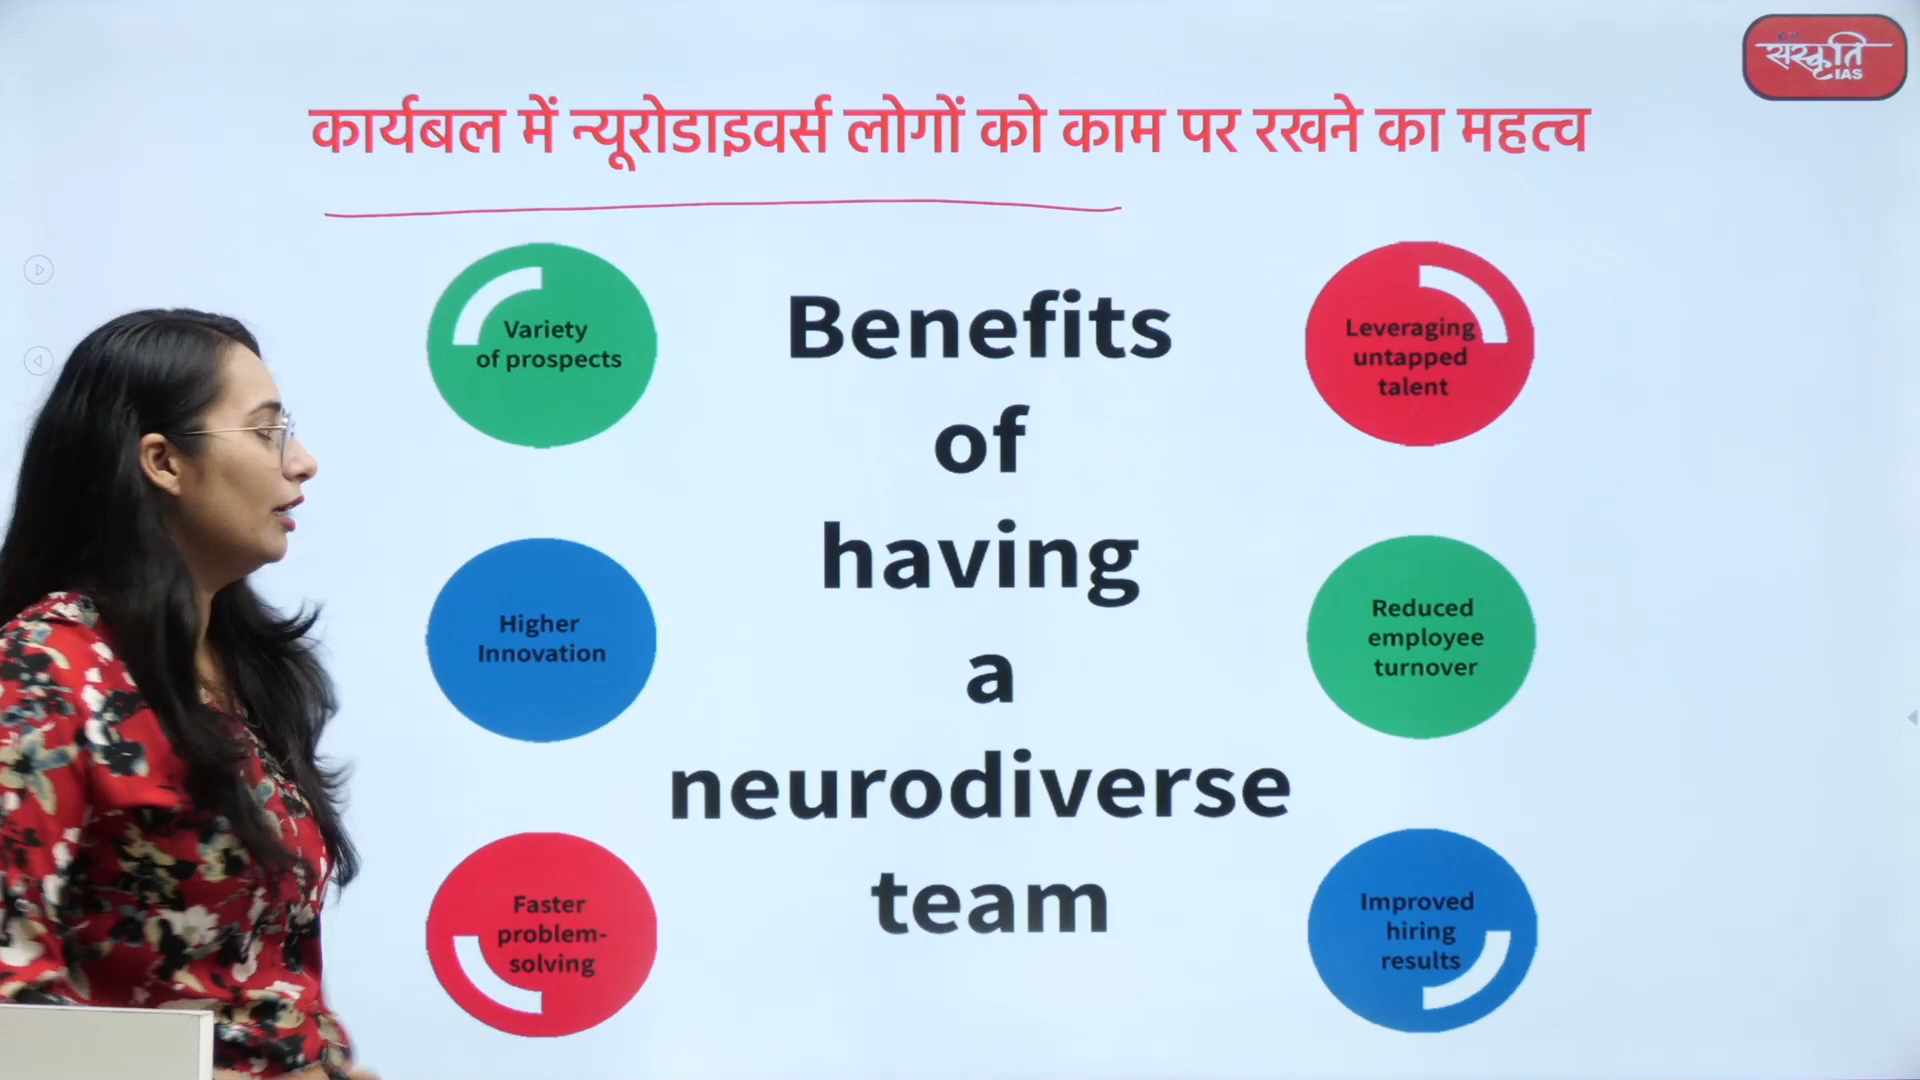 संस्कृति
IAS
कार्यबल में न्यूरोडाइवर्स लोगों को काम पर रखने का महत्व
Variety
of prospects
Higher
Innovation
Faster
problem-
solving
Benefits
of
having
a
neurodiverse
team
Leveraging
untapped
talent
Reduced
employee
turnover
Improved
hiring
results